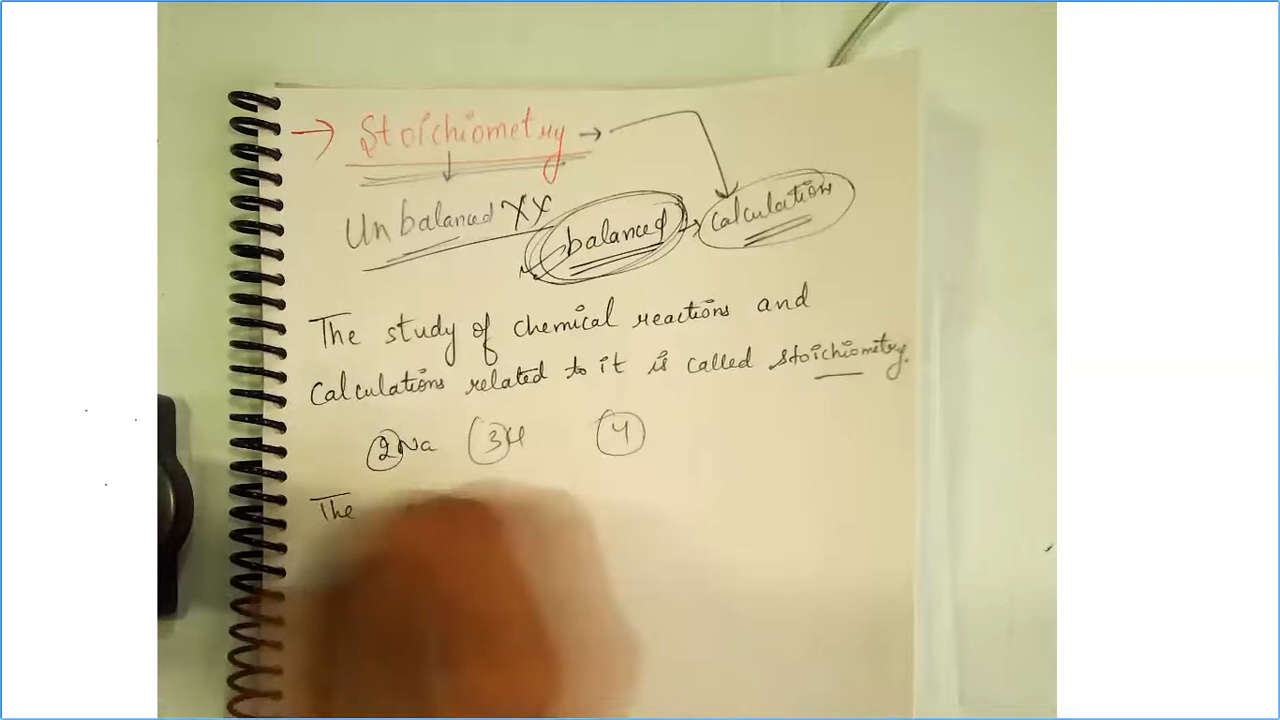 → Stoichiometry →
Unbalanced XX balanced → Calculations
The study of chemical reactions and
Calculations related to it is called stoichiometry.
2Na 3H 4
The